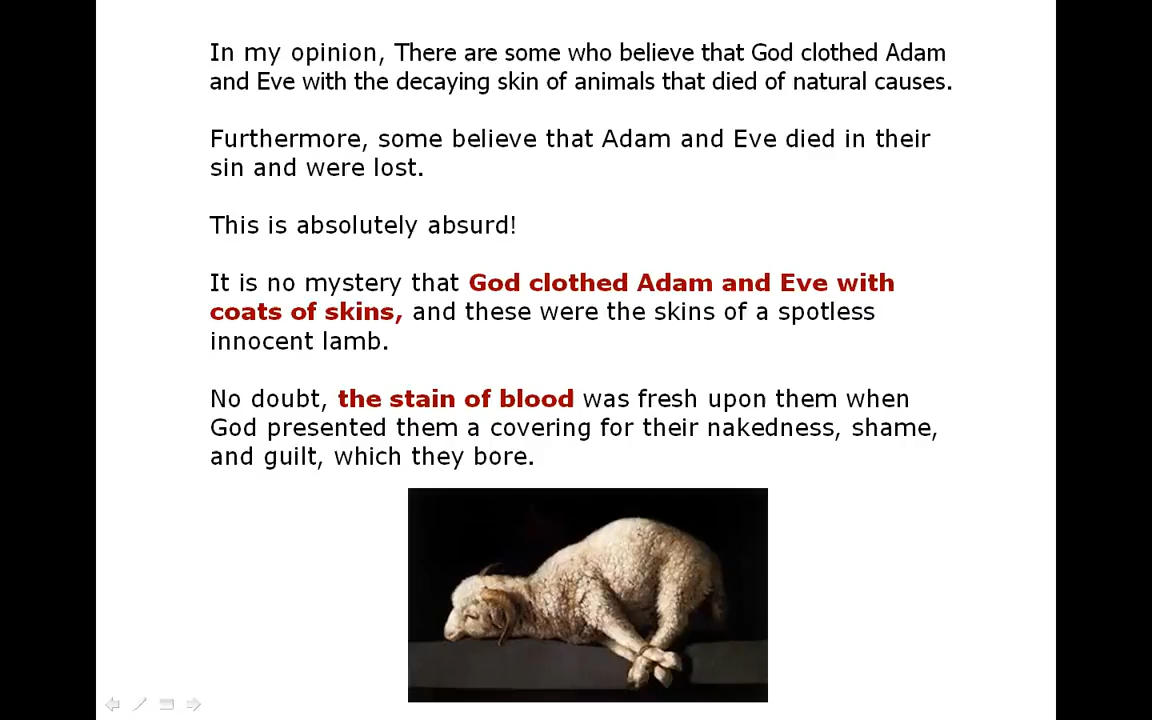 In my opinion, There are some who believe that God clothed Adam
and Eve with the decaying skin of animals that died of natural causes.
Furthermore, some believe that Adam and Eve died in their
sin and were lost.
This is absolutely absurd!
It is no mystery that God clothed Adam and Eve with
coats of skins, and these were the skins of a spotless
innocent lamb.
No doubt, the stain of blood was fresh upon them when
God presented them a covering for their nakedness, shame,
and guilt, which they bore.